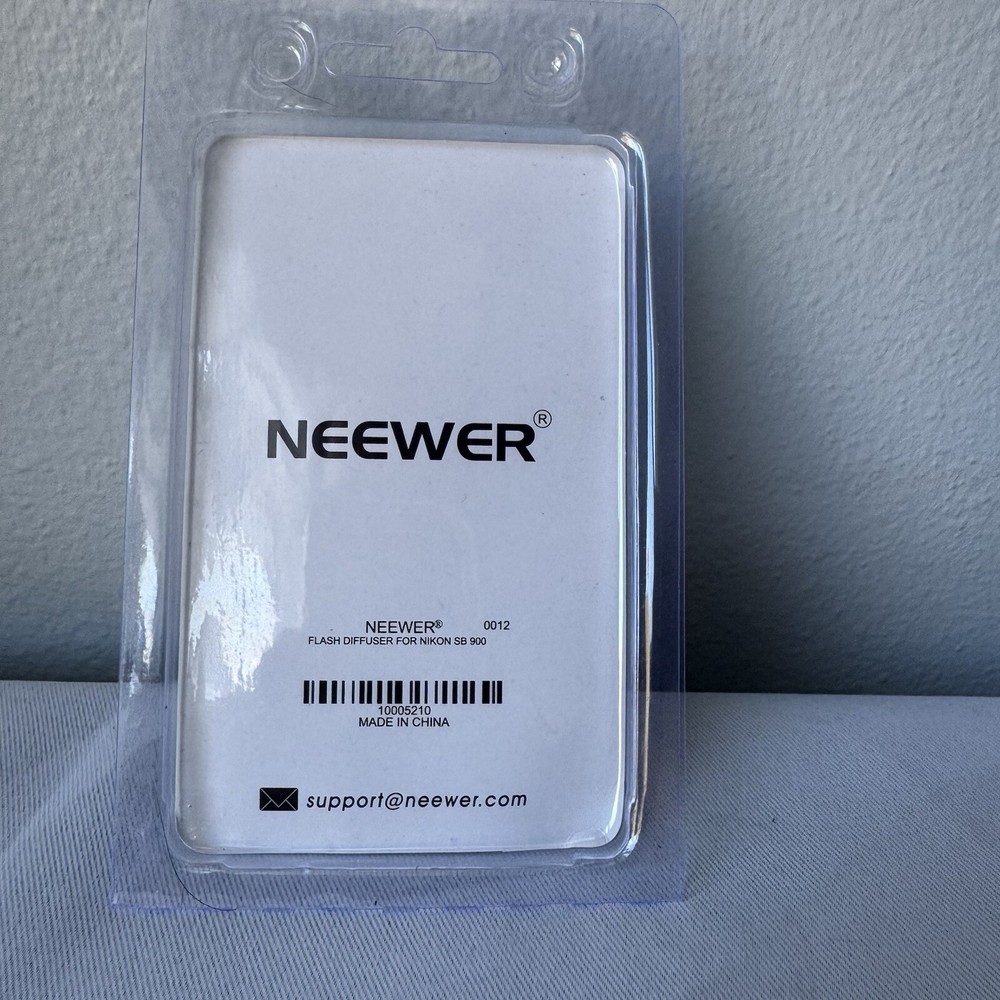 NEEWER®
NEEWER® 0012
FLASH DIFFUSER FOR NIKON SB 900
10005210
MADE IN CHINA
support@neewer.com